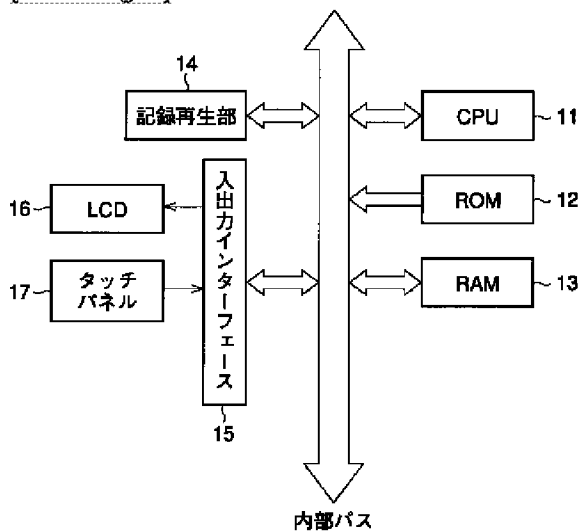 14
記録再生部
CPU
11
16
LCD
ROM
12
17
タッチ
パネル
入出力インターフェース
RAM
13
15
内部バス